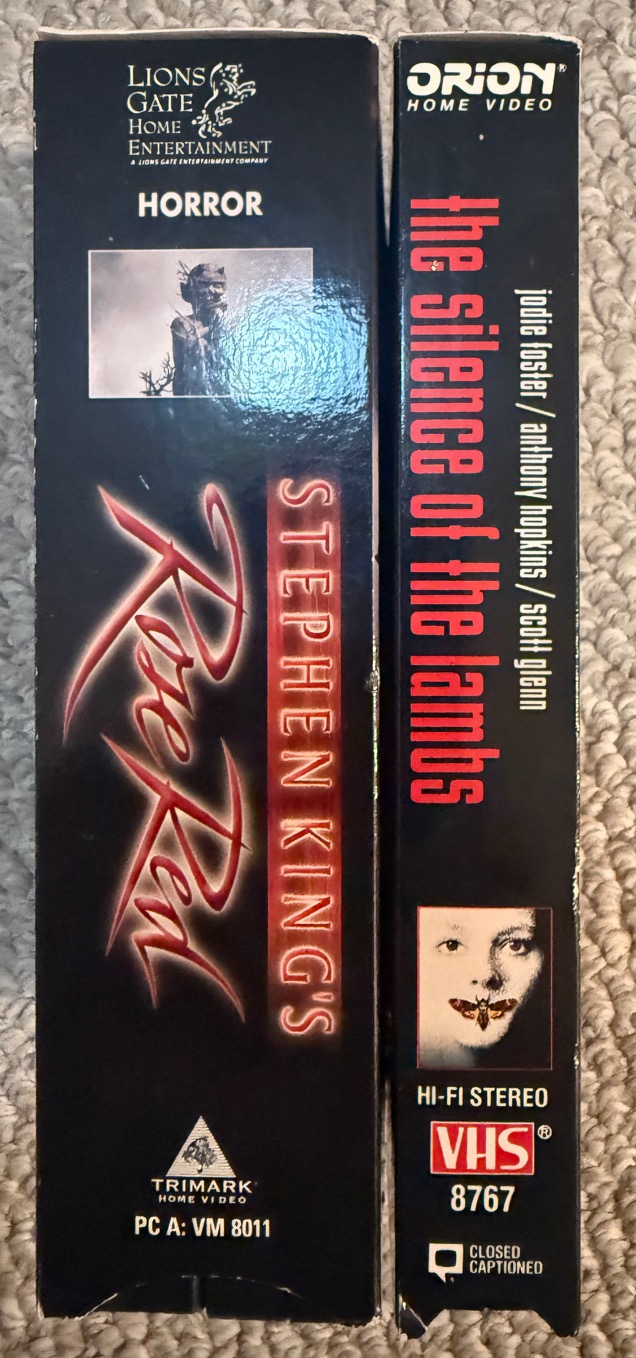 LIONS
GATE
HOME
ENTERTAINMENT
A LIONS GATE ENTERTAINMENT COMPANY
HORROR
STEPHEN KING'S
Rose Red
TRIMARK
HOME VIDEO
PC A: VM 8011
ORION®
HOME VIDEO
jodie foster / anthony hopkins / scott glenn
the silence of the lambs
HI-FI STEREO
VHS®
8767
CLOSED
CAPTIONED